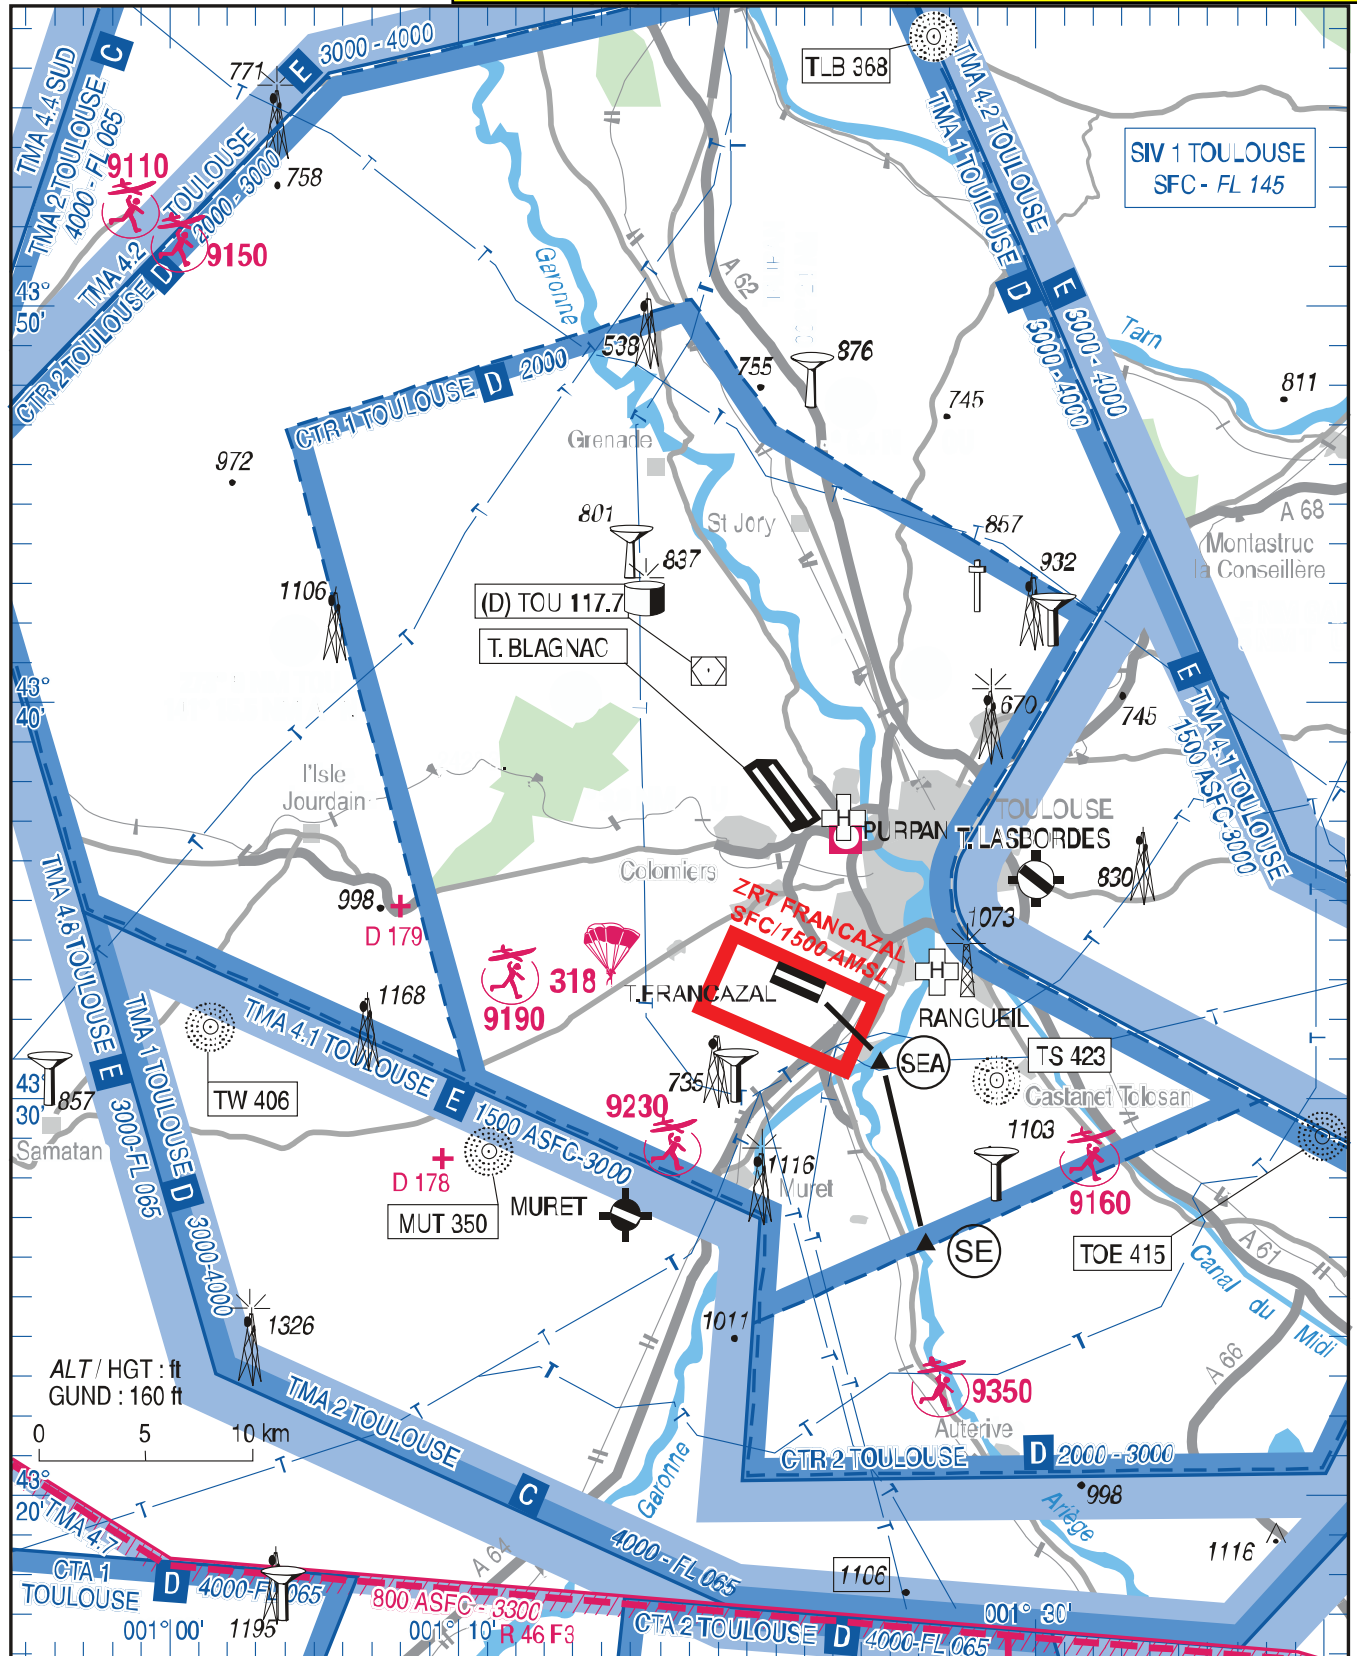 TMA 4.4 SUD
TMA 2 TOULOUSE C
4000 - FL 065
771
E 3000 - 4000
758
9110
9150
TMA 4.2 TOULOUSE
CTR 2 TOULOUSE D 2000 - 3000
TLB 368
TMA 4.2 TOULOUSE
E 3000 - 4000
TMA 1 TOULOUSE
D 3000 - 4000
SIV 1 TOULOUSE
SFC - FL 145
43°
50'
Garonne
A 62
Tarn
538
755
876
745
811
CTR 1 TOULOUSE D 2000
Grenade
972
801
837
St Jory
857
932
A 68
Montastruc
la Conseillère
1106
(D) TOU 117.7
T. BLAGNAC
43°
40'
670
745
E TMA 4.1 TOULOUSE
1500 ASFC-3000
l'Isle
Jourdain
TOULOUSE
PURPAN
T. LASBORDES
Colomiers
830
998
D 179
ZRT FRANCAZAL
SFC/1500 AMSL
1073
9190
318
T.FRANCAZAL
RANGUEIL
TMA 4.8 TOULOUSE E 3000-FL 065
TMA 1 TOULOUSE D 3000-4000
1168
TMA 4.1 TOULOUSE E 1500 ASFC-3000
TW 406
43°
30'
857
Samatan
735
SEA
TS 423
Castanet Tolosan
9230
1103
9160
D 178
MUT 350
MURET
1116
Muret
SE
TOE 415
A 61
Canal du Midi
1011
1326
A 66
ALT / HGT : ft
GUND : 160 ft
0 5 10 km
9350
Auterive
TMA 2 TOULOUSE C 4000 - FL 065
CTR 2 TOULOUSE D 2000 - 3000
Garonne
998
Ariège
43°
20'
TMA 4.7
A 64
1116
CTA 1
TOULOUSE D 4000-FL 065
1106
800 ASFC - 3300
R 46 F3
1195
CTA 2 TOULOUSE D 4000-FL 065
001° 00'
001° 10'
001° 30'